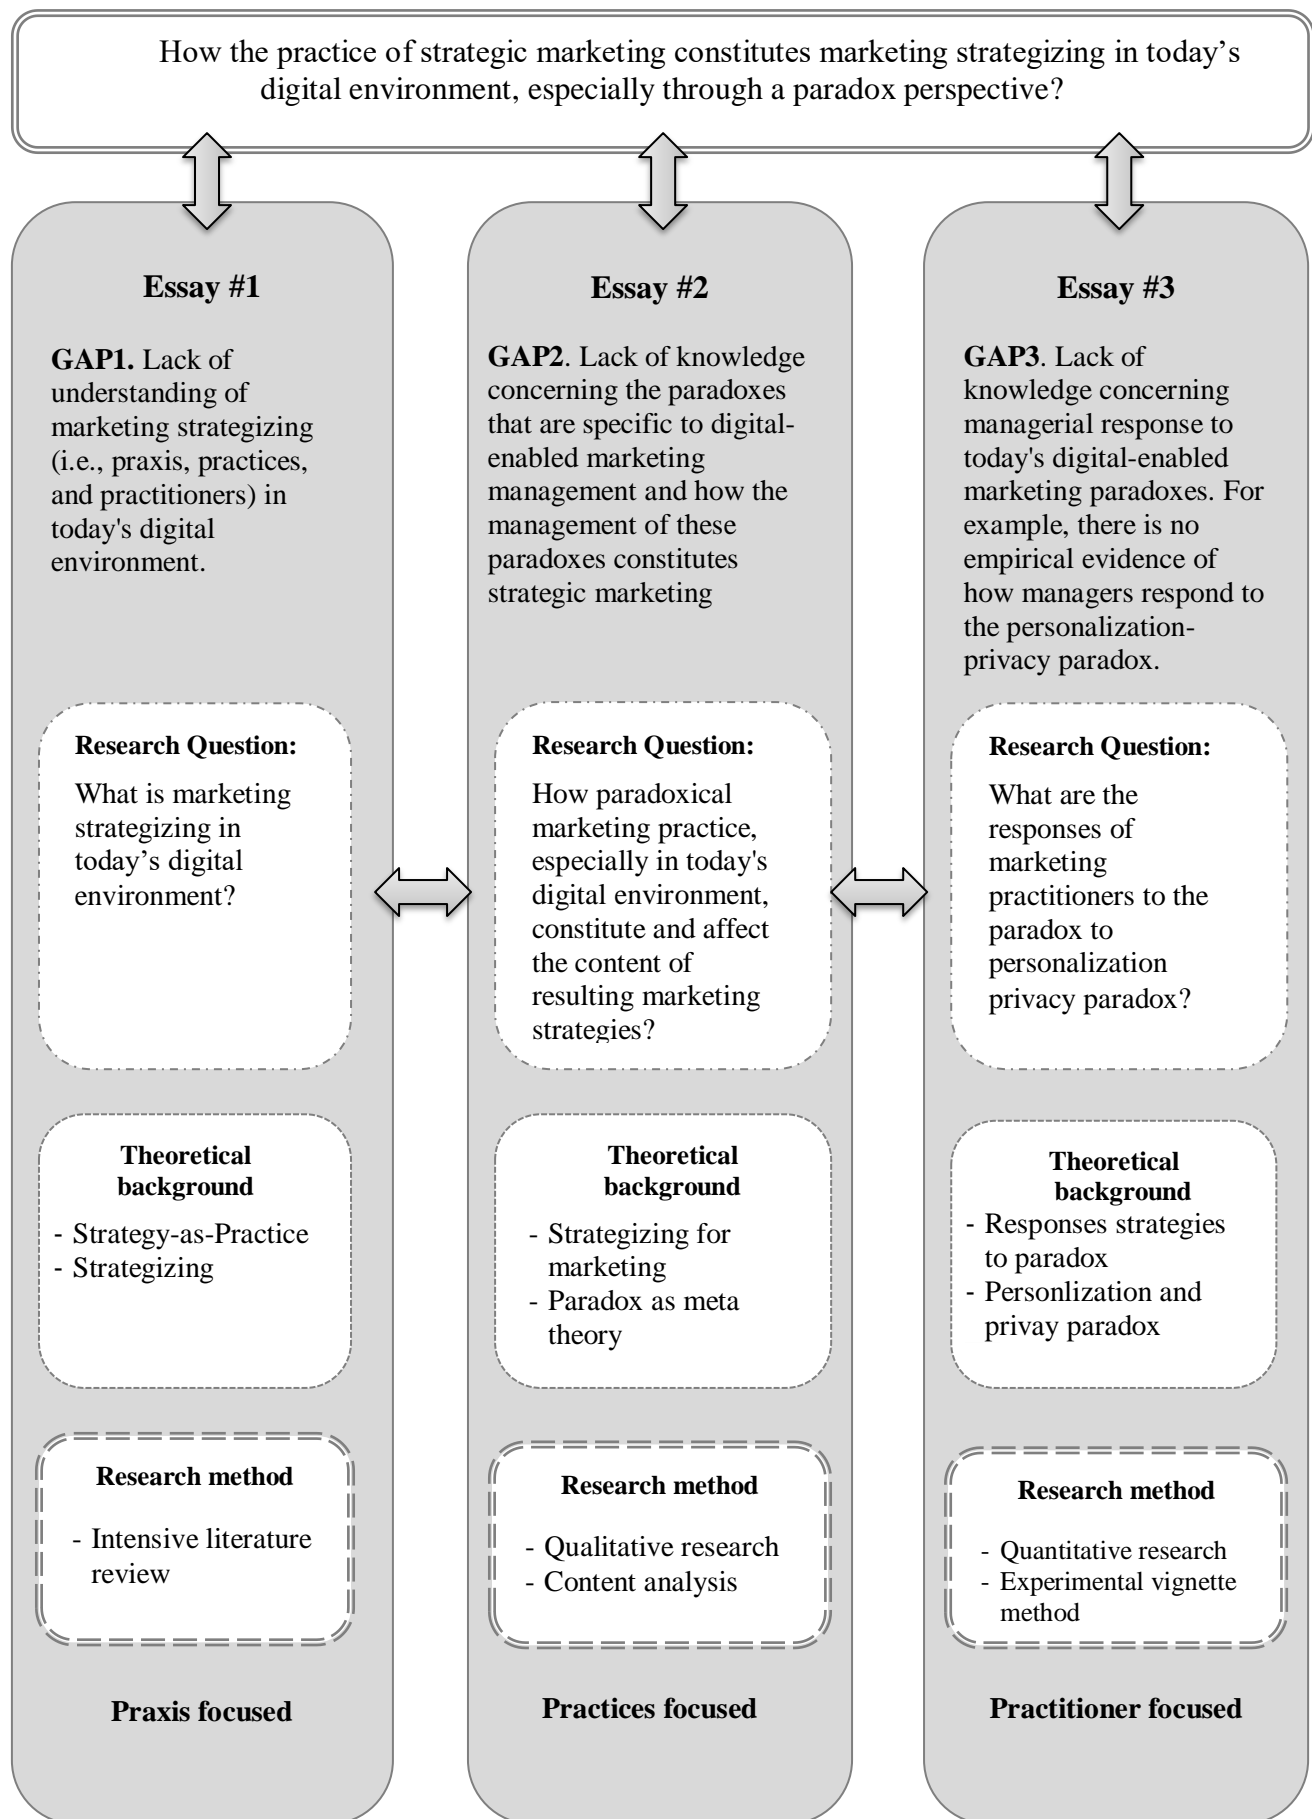 How the practice of strategic marketing constitutes marketing strategizing in today’s
digital environment, especially through a paradox perspective?
Essay #1
GAP1. Lack of
understanding of
marketing strategizing
(i.e., praxis, practices,
and practitioners) in
today's digital
environment.
Research Question:
What is marketing
strategizing in
today’s digital
environment?
Theoretical
background
- Strategy-as-Practice
- Strategizing
Research method
- Intensive literature
review
Praxis focused
Essay #2
GAP2. Lack of knowledge
concerning the paradoxes
that are specific to digital-
enabled marketing
management and how the
management of these
paradoxes constitutes
strategic marketing
Research Question:
How paradoxical
marketing practice,
especially in today's
digital environment,
constitute and affect
the content of
resulting marketing
strategies?
Theoretical
background
- Strategizing for
marketing
- Paradox as meta
theory
Research method
- Qualitative research
- Content analysis
Practices focused
Essay #3
GAP3. Lack of
knowledge concerning
managerial response to
today's digital-enabled
marketing paradoxes. For
example, there is no
empirical evidence of
how managers respond to
the personalization-
privacy paradox.
Research Question:
What are the
responses of
marketing
practitioners to the
paradox to
personalization
privacy paradox?
Theoretical
background
- Responses strategies
to paradox
- Personlization and
privay paradox
Research method
- Quantitative research
- Experimental vignette
method
Practitioner focused